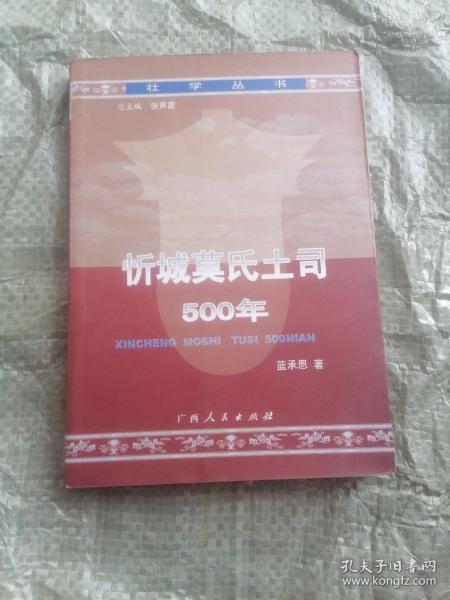 壮学丛书
总主编 张声震
忻城莫氏土司
500年
XINCHENG MOSHI TUSI 500NIAN
蓝承恩 著
广西人民出版社
孔夫子旧书网
www.kongfz.com